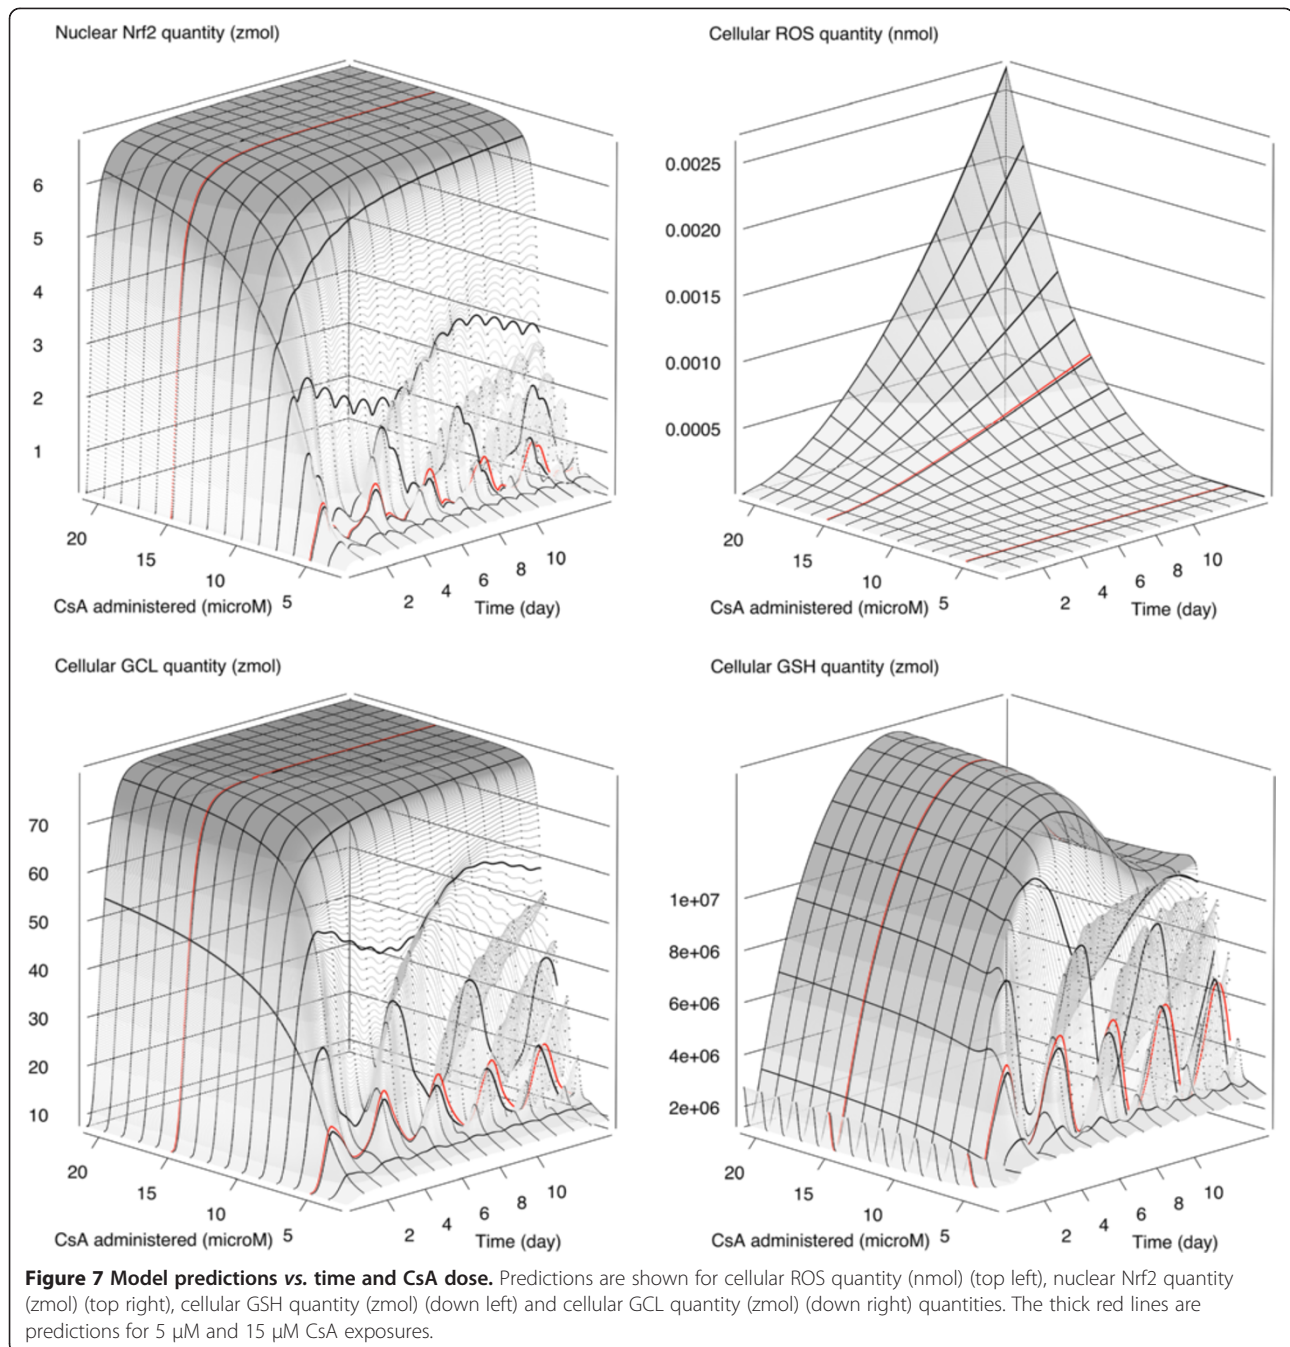 Nuclear Nrf2 quantity (zmol)
6
5
4
3
2
1
20
15
10
5
CsA administered (microM)
2
4
6
8
10
Time (day)
Cellular ROS quantity (nmol)
0.0025
0.0020
0.0015
0.0010
0.0005
20
15
10
5
CsA administered (microM)
2
4
6
8
10
Time (day)
Cellular GCL quantity (zmol)
70
60
50
40
30
20
10
20
15
10
5
CsA administered (microM)
2
4
6
8
10
Time (day)
Cellular GSH quantity (zmol)
1e+07
8e+06
6e+06
4e+06
2e+06
20
15
10
5
CsA administered (microM)
2
4
6
8
10
Time (day)
Figure 7 Model predictions vs. time and CsA dose. Predictions are shown for cellular ROS quantity (nmol) (top left), nuclear Nrf2 quantity
(zmol) (top right), cellular GSH quantity (zmol) (down left) and cellular GCL quantity (zmol) (down right) quantities. The thick red lines are
predictions for 5 μM and 15 μM CsA exposures.